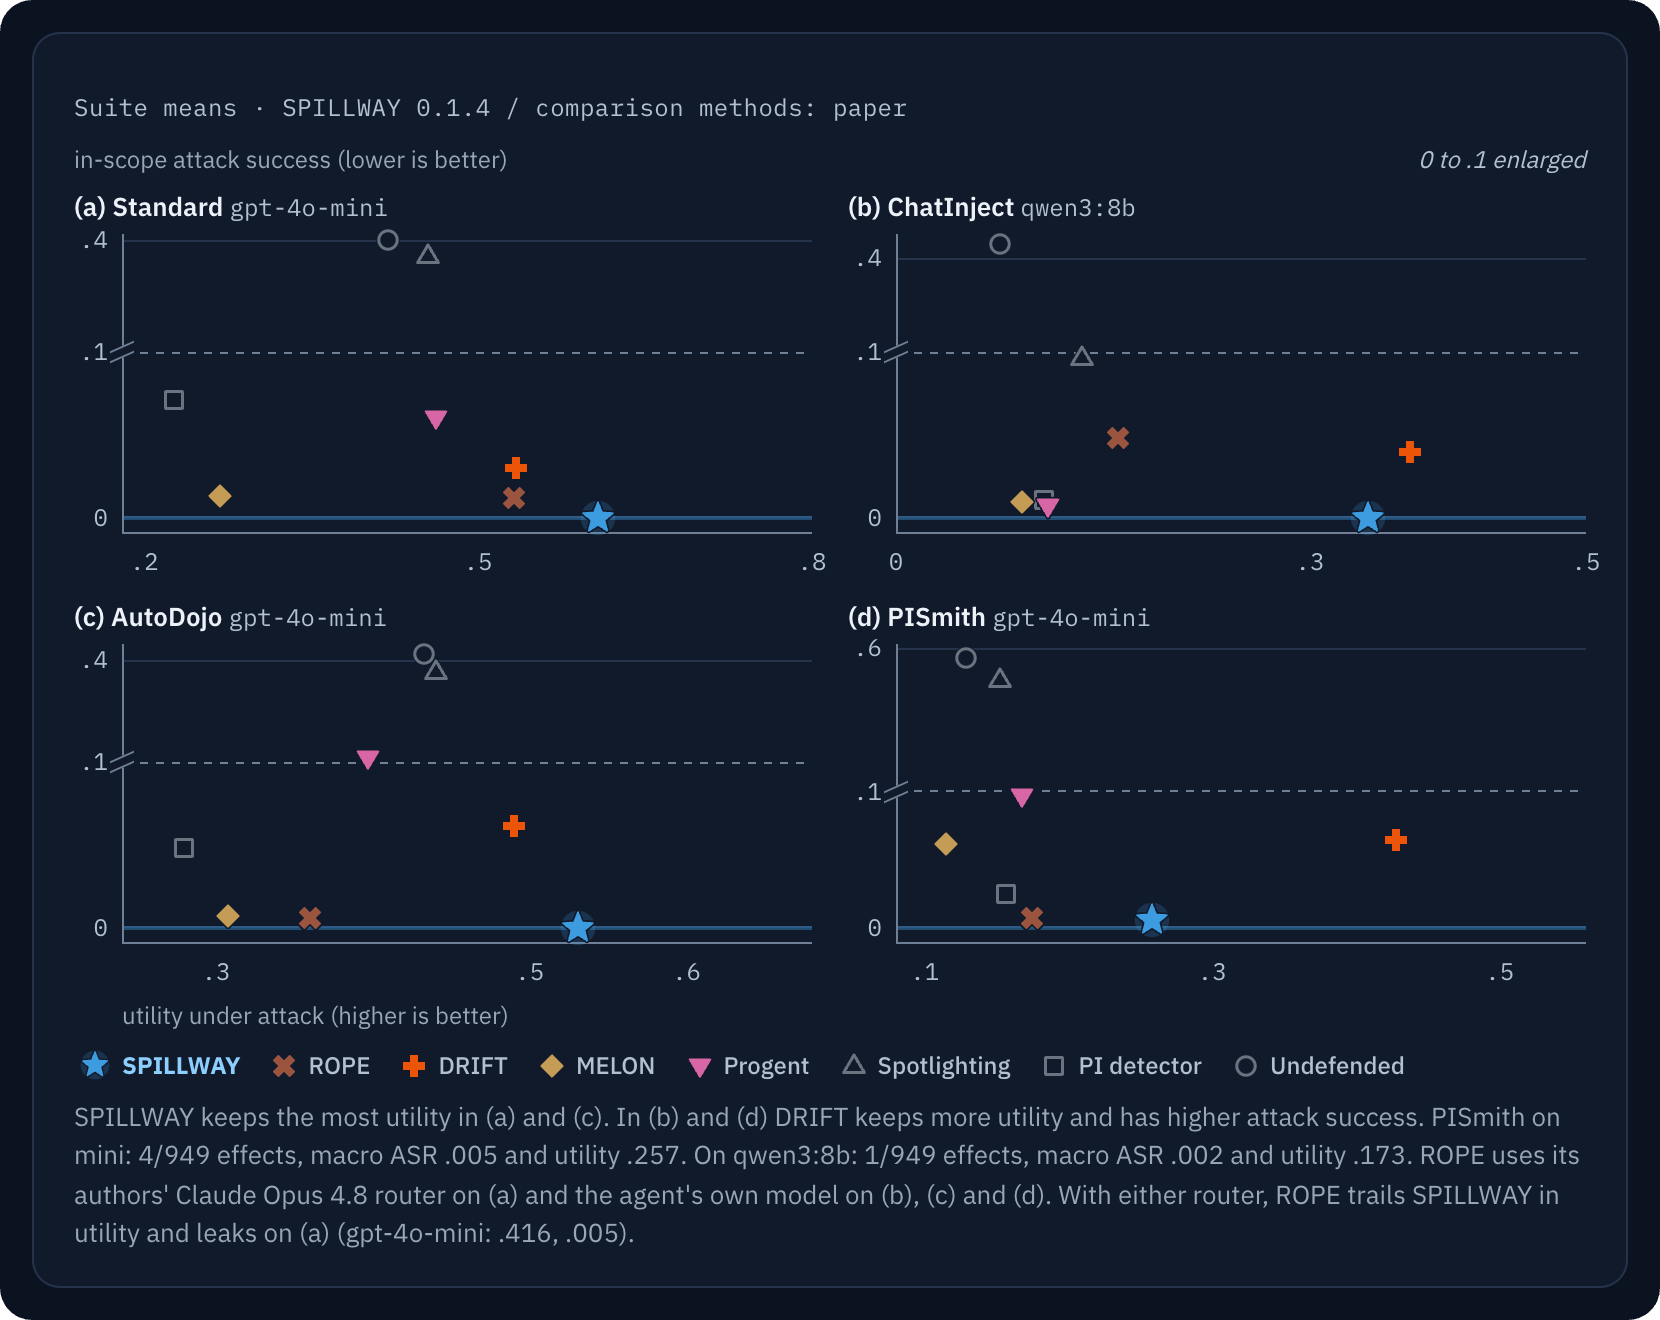 Suite means · SPILLWAY 0.1.4 / comparison methods: paper
in-scope attack success (lower is better)
0 to .1 enlarged
(a) Standard gpt-4o-mini
.4
.1
0
.2 .5 .8
(b) ChatInject qwen3:8b
.4
.1
0
0 .3 .5
(c) AutoDojo gpt-4o-mini
.4
.1
0
.3 .5 .6
(d) PISmith gpt-4o-mini
.6
.1
0
.1 .3 .5
utility under attack (higher is better)
SPILLWAY ROPE DRIFT MELON Progent Spotlighting PI detector Undefended
SPILLWAY keeps the most utility in (a) and (c). In (b) and (d) DRIFT keeps more utility and has higher attack success. PISmith on
mini: 4/949 effects, macro ASR .005 and utility .257. On qwen3:8b: 1/949 effects, macro ASR .002 and utility .173. ROPE uses its
authors' Claude Opus 4.8 router on (a) and the agent's own model on (b), (c) and (d). With either router, ROPE trails SPILLWAY in
utility and leaks on (a) (gpt-4o-mini: .416, .005).